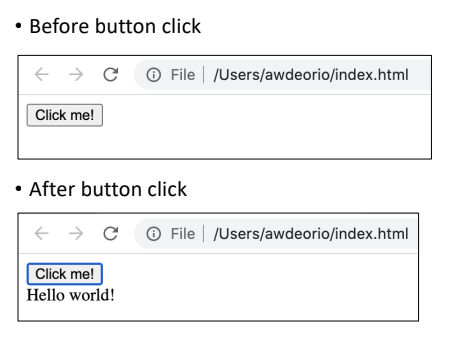 • Before button click
File | /Users/awdeorio/index.html
Click me!
• After button click
File | /Users/awdeorio/index.html
Click me!
Hello world!